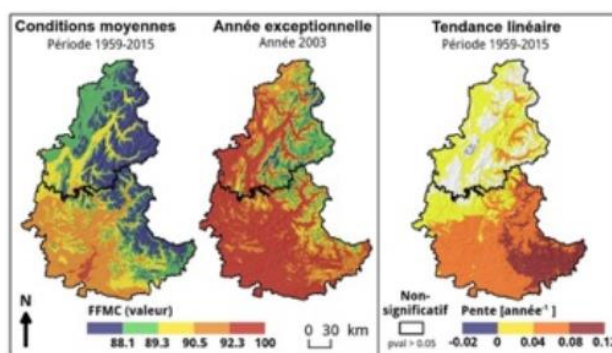 Conditions moyennes
Période 1959-2015
Année exceptionnelle
Année 2003
Tendance linéaire
Période 1959-2015
N
FFMC (valeur)
88.1 89.3 90.5 92.3 100
0 30 km
Non-
significatif
pval > 0.05
Pente [année⁻¹ ]
-0.02 0 0.04 0.08